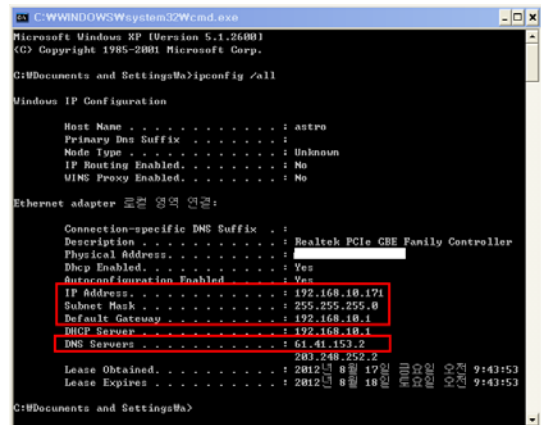 C:₩WINDOWS₩system32₩cmd.exe
Microsoft Windows XP [Version 5.1.2600]
(C) Copyright 1985-2001 Microsoft Corp.
C:₩Documents and Settings₩a>ipconfig /all
Windows IP Configuration
Host Name . . . . . . . . . . . . : astro
Primary Dns Suffix  . . . . . . . :
Node Type . . . . . . . . . . . . : Unknown
IP Routing Enabled. . . . . . . . : No
WINS Proxy Enabled. . . . . . . . : No
Ethernet adapter 로컬 영역 연결:
Connection-specific DNS Suffix  . :
Description . . . . . . . . . . . : Realtek PCIe GBE Family Controller
Physical Address. . . . . . . . . :
Dhcp Enabled. . . . . . . . . . . : Yes
Autoconfiguration Enabled . . . . : Yes
IP Address. . . . . . . . . . . . : 192.168.10.171
Subnet Mask . . . . . . . . . . . : 255.255.255.0
Default Gateway . . . . . . . . . : 192.168.10.1
DHCP Server . . . . . . . . . . . : 192.168.10.1
DNS Servers . . . . . . . . . . . : 61.41.153.2
203.248.252.2
Lease Obtained. . . . . . . . . . : 2012년 8월 17일 금요일 오전 9:43:53
Lease Expires . . . . . . . . . . : 2012년 8월 18일 토요일 오전 9:43:53
C:₩Documents and Settings₩a>